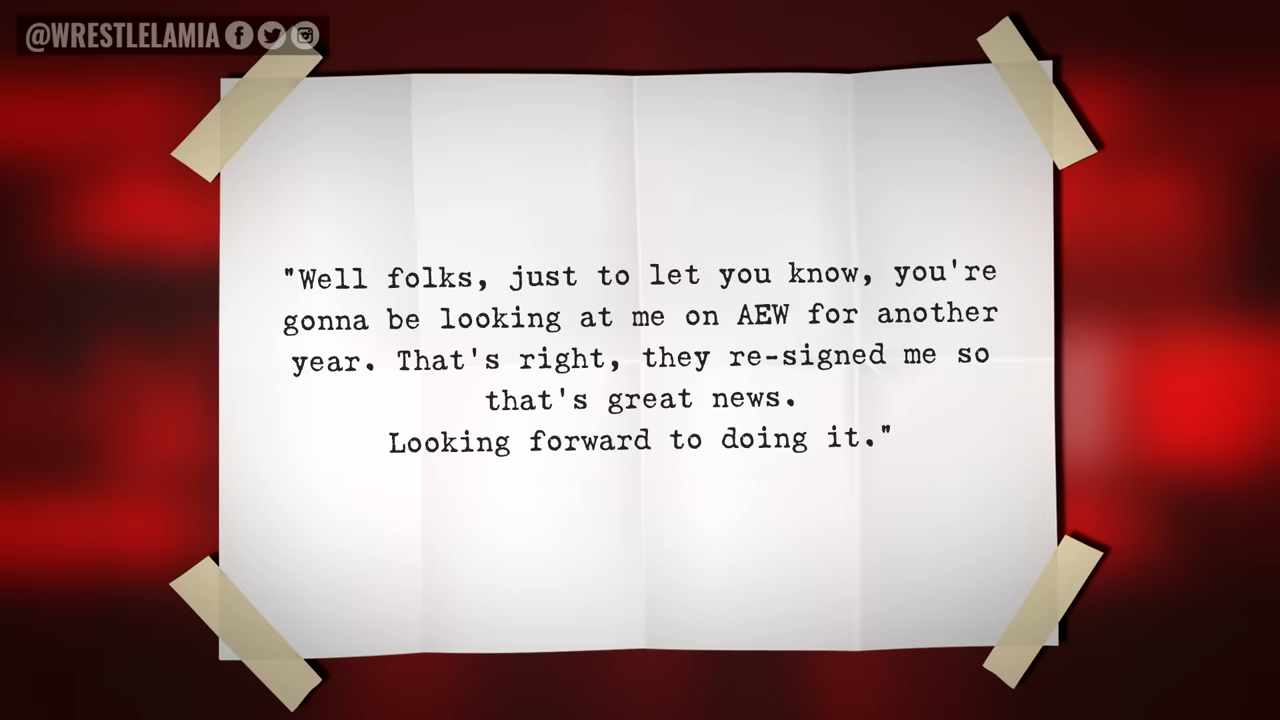 @WRESTLELAMIA
"Well folks, just to let you know, you're
gonna be looking at me on AEW for another
year. That's right, they re-signed me so
that's great news.
Looking forward to doing it."